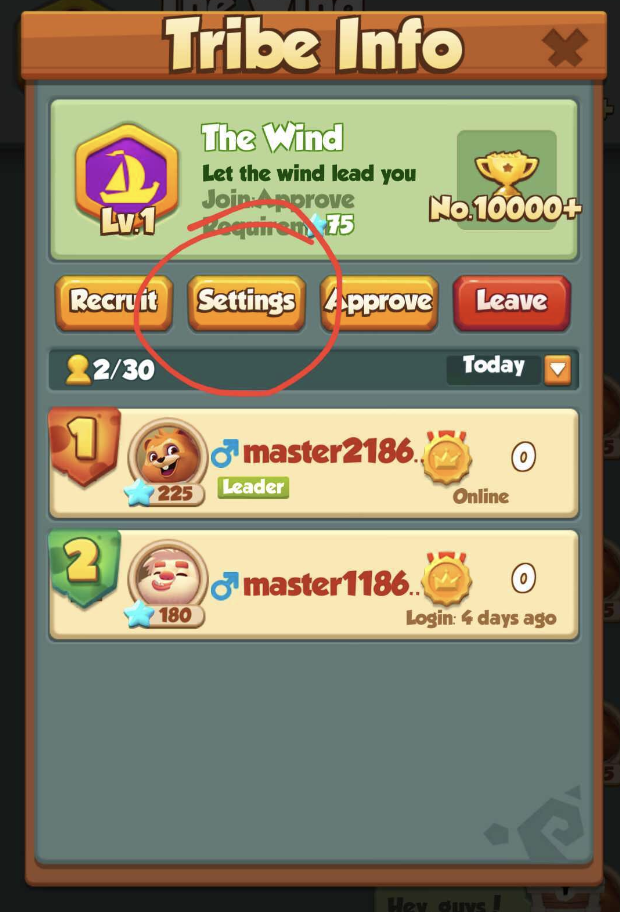 Tribe Info
The Wind
Let the wind lead you
Join:Approve
Requirem 75
Lv.1
No.10000+
Recruit
Settings
Approve
Leave
2/30
Today
1
master2186..
225
Leader
0
Online
2
master1186..
180
0
Login: 4 days ago
Hey, guys !